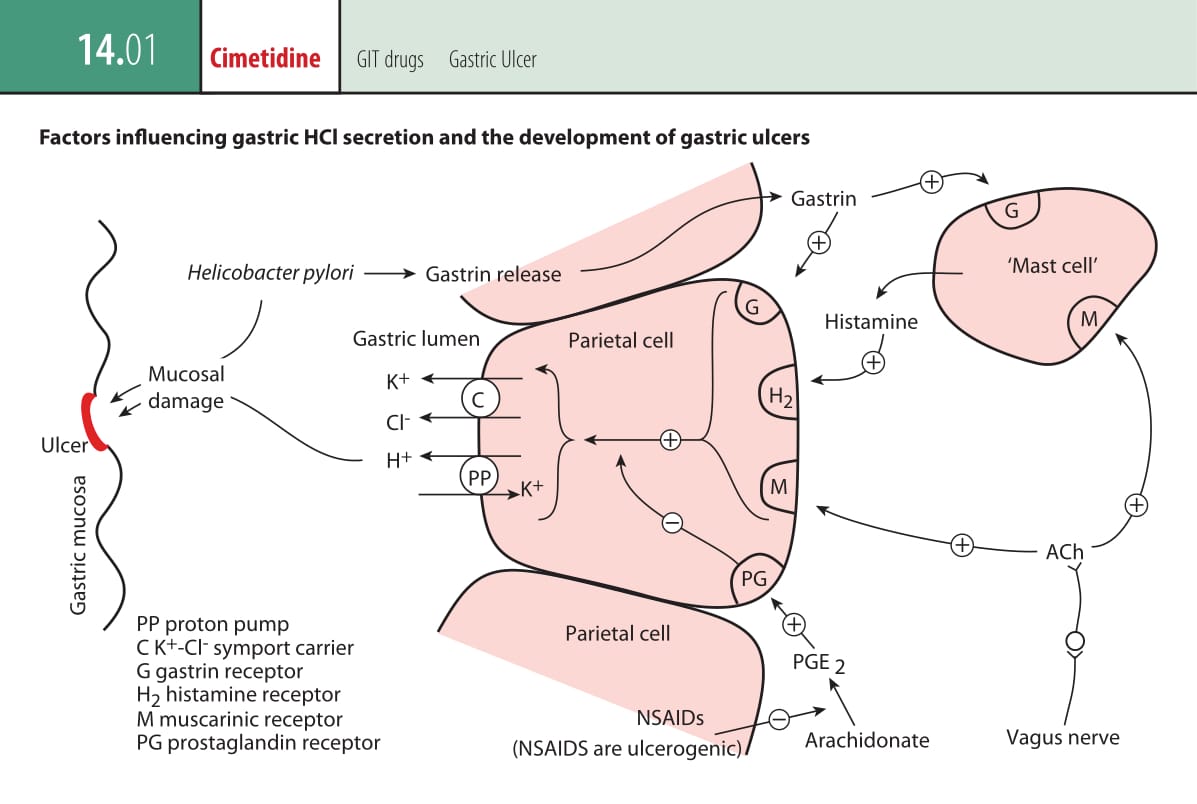 14.01
Cimetidine
GIT drugs
Gastric Ulcer
Factors influencing gastric HCl secretion and the development of gastric ulcers
Gastrin
G
'Mast cell'
M
Helicobacter pylori
Gastrin release
G
Histamine
Gastric lumen
Parietal cell
Mucosal
damage
K+
C
H2
Cl-
Ulcer
H+
PP
K+
M
Gastric mucosa
ACh
PG
PP proton pump
C K+-Cl- symport carrier
G gastrin receptor
H2 histamine receptor
M muscarinic receptor
PG prostaglandin receptor
Parietal cell
PGE 2
NSAIDs
(NSAIDS are ulcerogenic)
Arachidonate
Vagus nerve